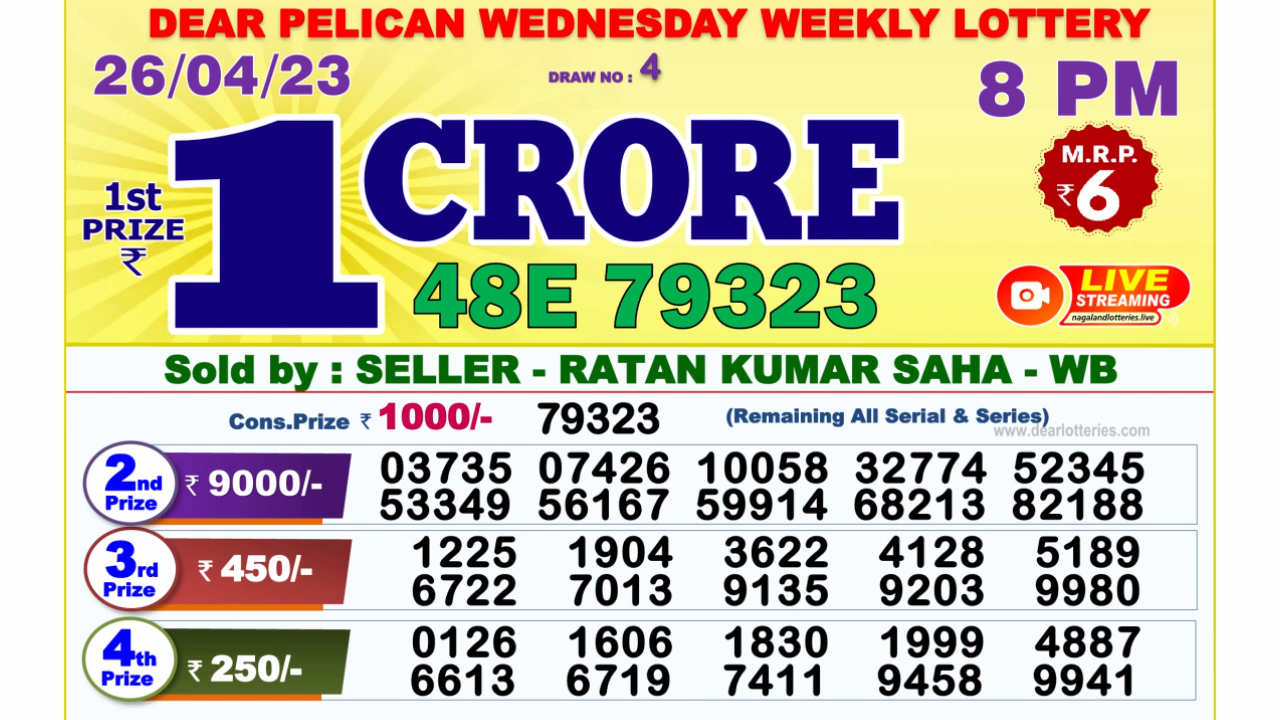 DEAR PELICAN WEDNESDAY WEEKLY LOTTERY
26/04/23
DRAW NO : 4
8 PM
1st
PRIZE
₹
1 CRORE
M.R.P.
₹ 6
48E 79323
LIVE
STREAMING
nagalandlotteries.live
Sold by : SELLER - RATAN KUMAR SAHA - WB
Cons.Prize ₹ 1000/- 79323 (Remaining All Serial & Series)
www.dearlotteries.com
2nd Prize ₹ 9000/-
03735 07426 10058 32774 52345
53349 56167 59914 68213 82188
3rd Prize ₹ 450/-
1225 1904 3622 4128 5189
6722 7013 9135 9203 9980
4th Prize ₹ 250/-
0126 1606 1830 1999 4887
6613 6719 7411 9458 9941